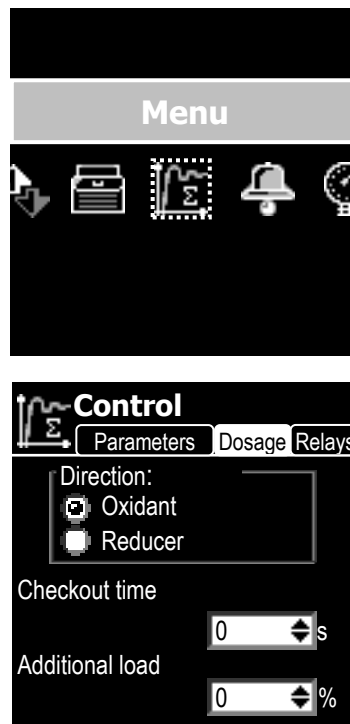 Menu
Σ
Control
Σ
Parameters Dosage Relays
Direction:
Oxidant
Reducer
Checkout time
0 s
Additional load
0 %